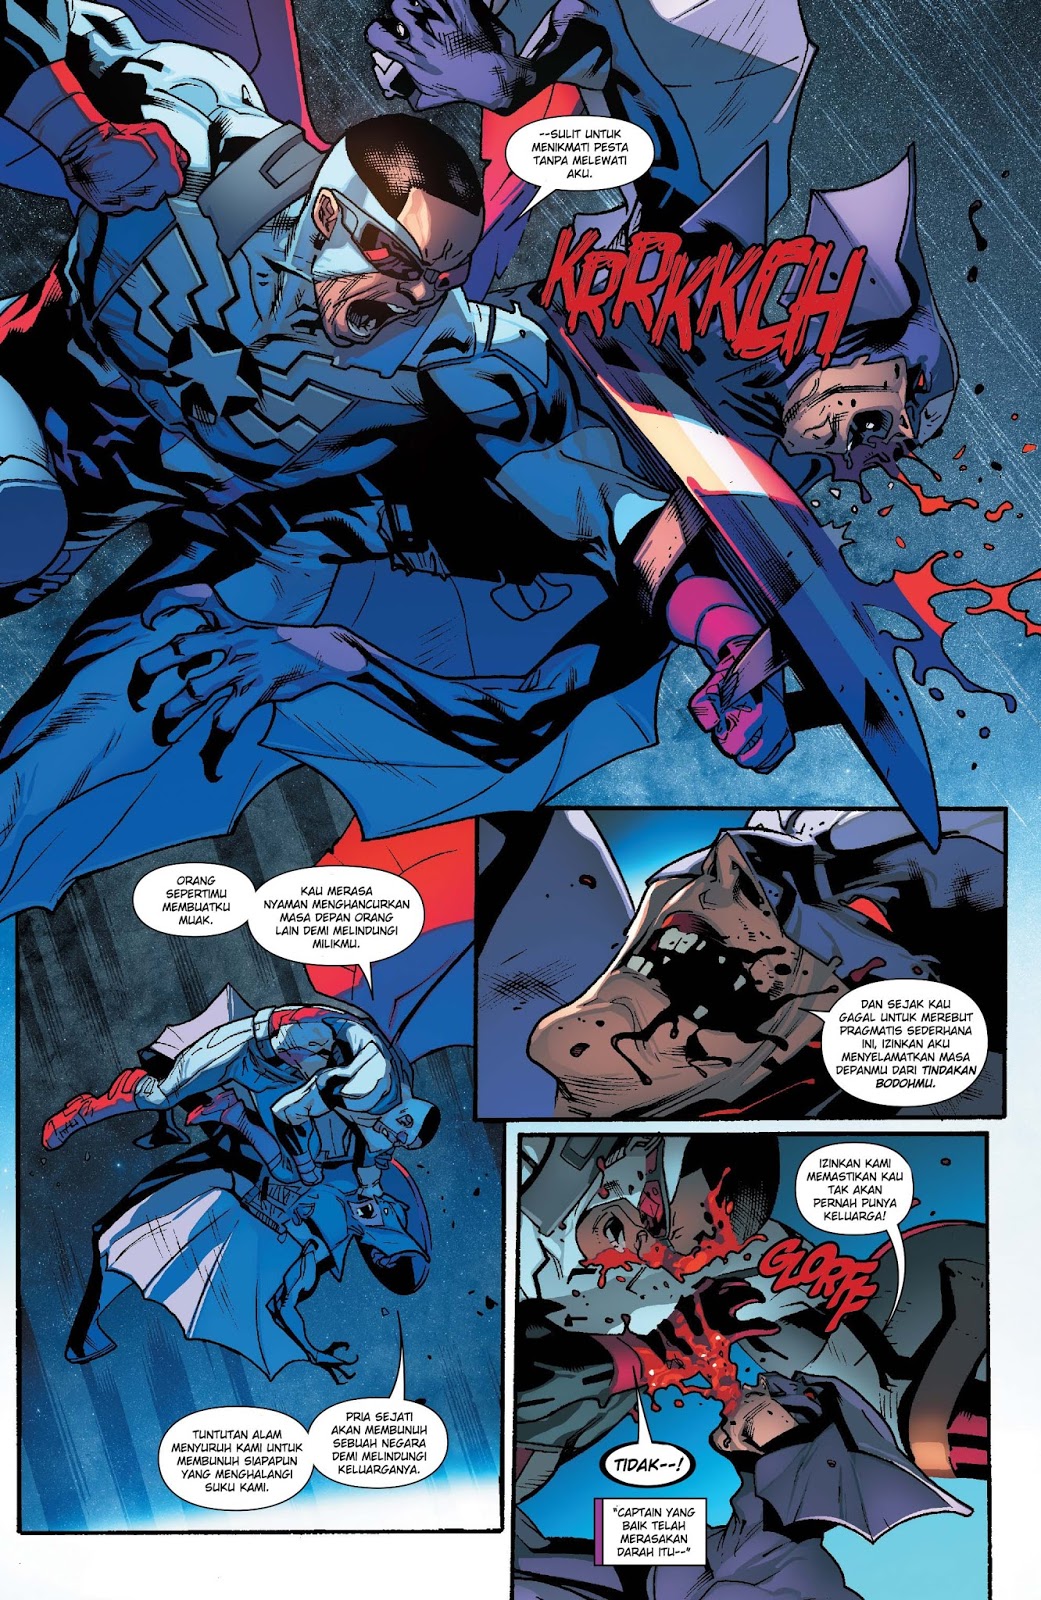 --SULIT UNTUK
MENIKMATI PESTA
TANPA MELEWATI
AKU.
KRRRKKKCH
ORANG
SEPERTIMU
MEMBUATKU
MUAK.
KAU MERASA
NYAMAN MENGHANCURKAN
MASA DEPAN ORANG
LAIN DEMI MELINDUNGI
MILIKMU.
TUNTUTAN ALAM
MENYURUH KAMI UNTUK
MEMBUNUH SIAPAPUN
YANG MENGHALANGI
SUKU KAMI.
PRIA SEJATI
AKAN MEMBUNUH
SEBUAH NEGARA
DEMI MELINDUNGI
KELUARGANYA.
DAN SEJAK KAU
GAGAL UNTUK MEREBUT
PRAGMATIS SEDERHANA
INI, IZINKAN AKU
MENYELAMATKAN MASA
DEPANMU DARI TINDAKAN
BODOHMU.
IZINKAN KAMI
MEMASTIKAN KAU
TAK AKAN
PERNAH PUNYA
KELUARGA!
GLORFF
TIDAK--!
"CAPTAIN YANG
BAIK TELAH
MERASAKAN
DARAH ITU--"